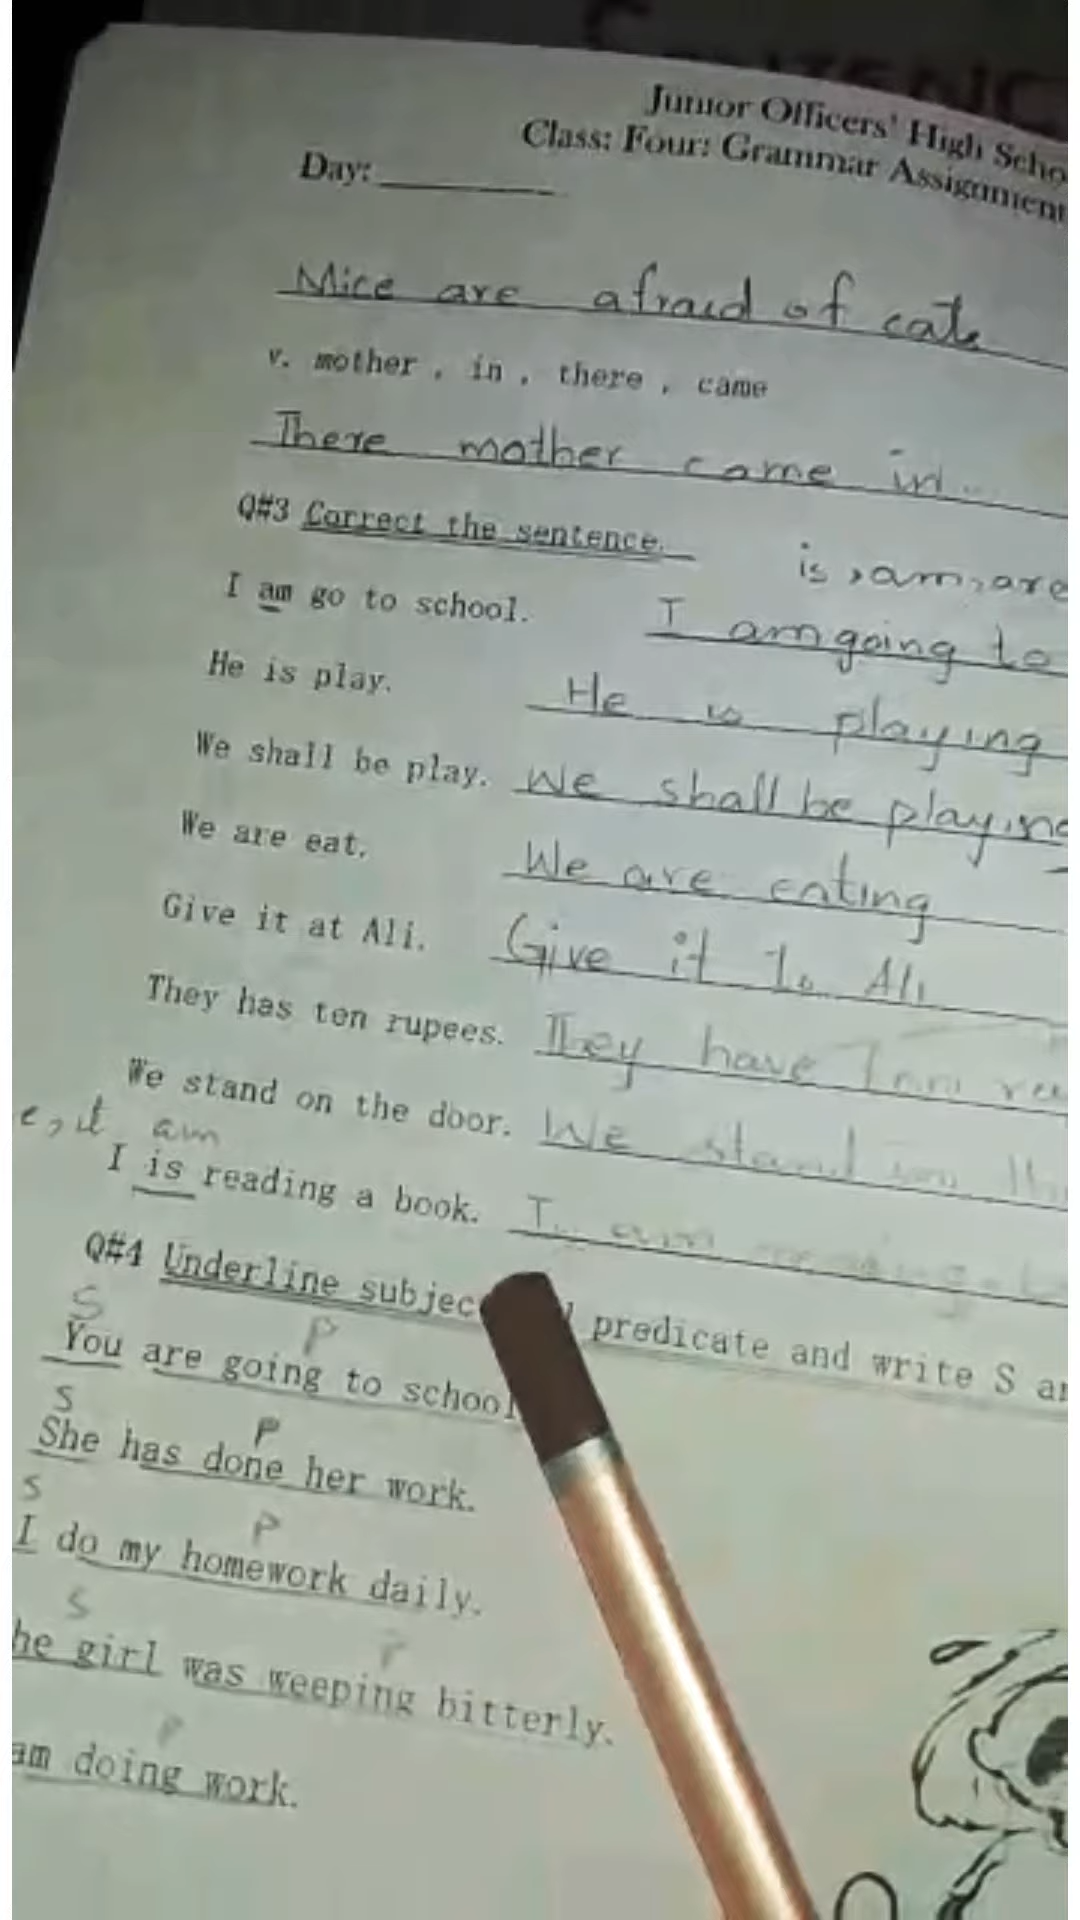 Junior Officers' High Scho
Class: Four: Grammar Assignment
Day:
Mice are afraid of cats
v. mother , in , there , came
There mother came in
Q#3 Correct the sentence.
is , am , are
I am go to school. I am going to
He is play. He is playing
We shall be play. We shall be playing
We are eat. We are eating
Give it at Ali. Give it to Ali
They has ten rupees. They have
We stand on the door. We stand
e, it am
I is reading a book. I am
Q#4 Underline subjec predicate and write S
S P
You are going to school
S P
She has done her work.
S P
I do my homework daily.
S P
he girl was weeping bitterly.
P
am doing work.